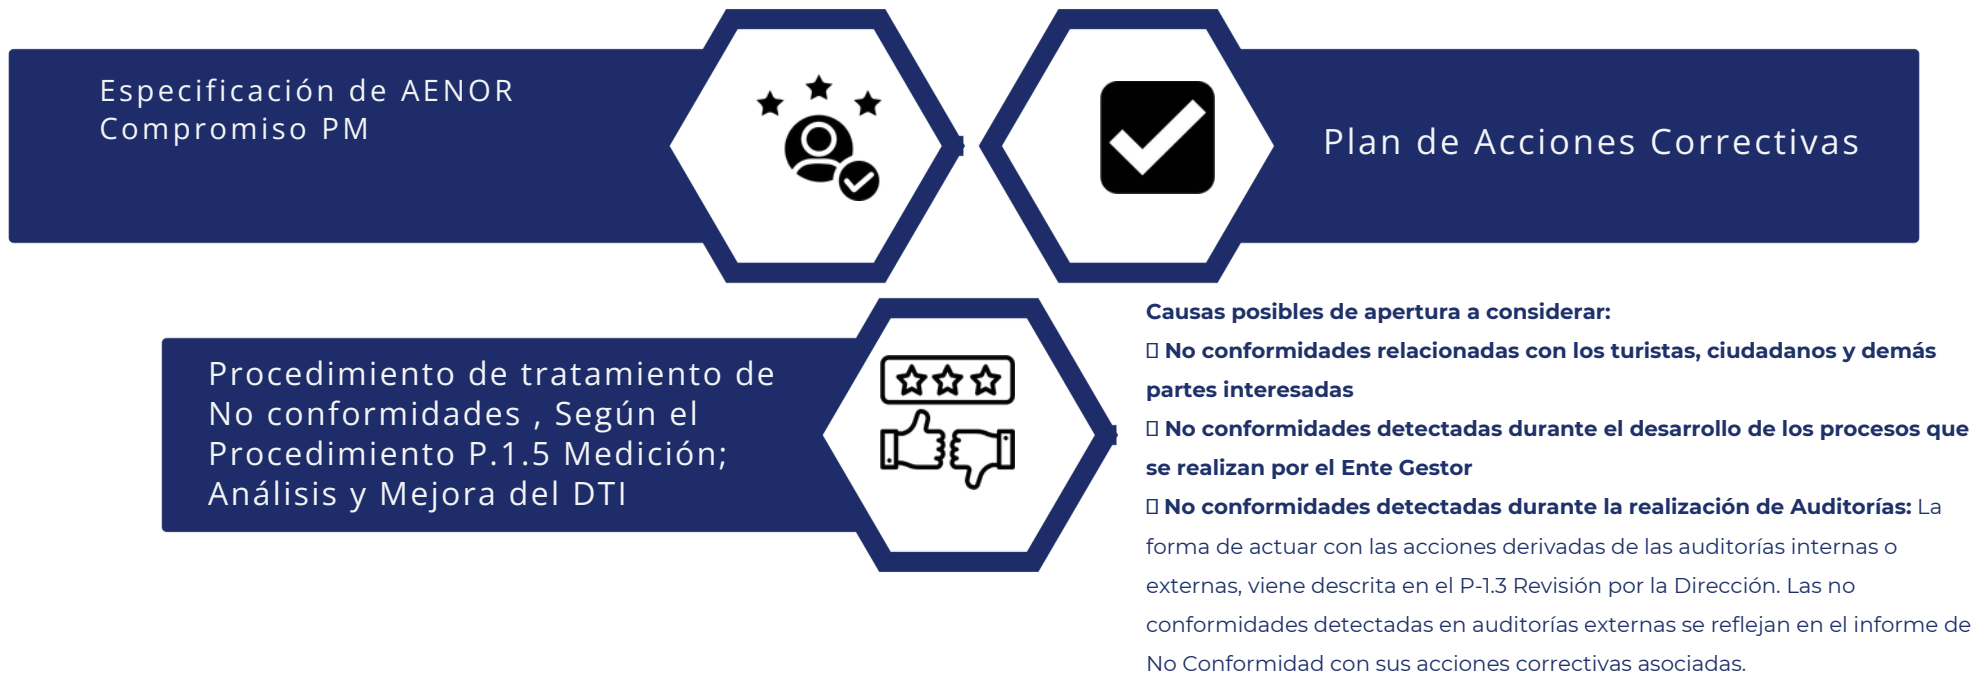 Especificación de AENOR
Compromiso PM
Plan de Acciones Correctivas
Procedimiento de tratamiento de
No conformidades , Según el
Procedimiento P.1.5 Medición;
Análisis y Mejora del DTI
Causas posibles de apertura a considerar:
▯ No conformidades relacionadas con los turistas, ciudadanos y demás
partes interesadas
▯ No conformidades detectadas durante el desarrollo de los procesos que
se realizan por el Ente Gestor
▯ No conformidades detectadas durante la realización de Auditorías: La
forma de actuar con las acciones derivadas de las auditorías internas o
externas, viene descrita en el P-1.3 Revisión por la Dirección. Las no
conformidades detectadas en auditorías externas se reflejan en el informe de
No Conformidad con sus acciones correctivas asociadas.